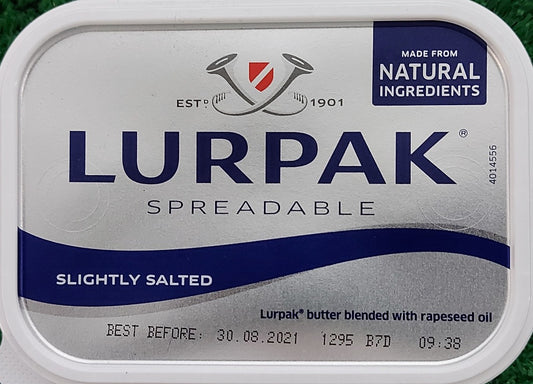 MADE FROM
NATURAL
INGREDIENTS
ESTD 1901
LURPAK®
4014556
SPREADABLE
SLIGHTLY SALTED
Lurpak® butter blended with rapeseed oil
BEST BEFORE: 30.08.2021 1295 B7D 09:38